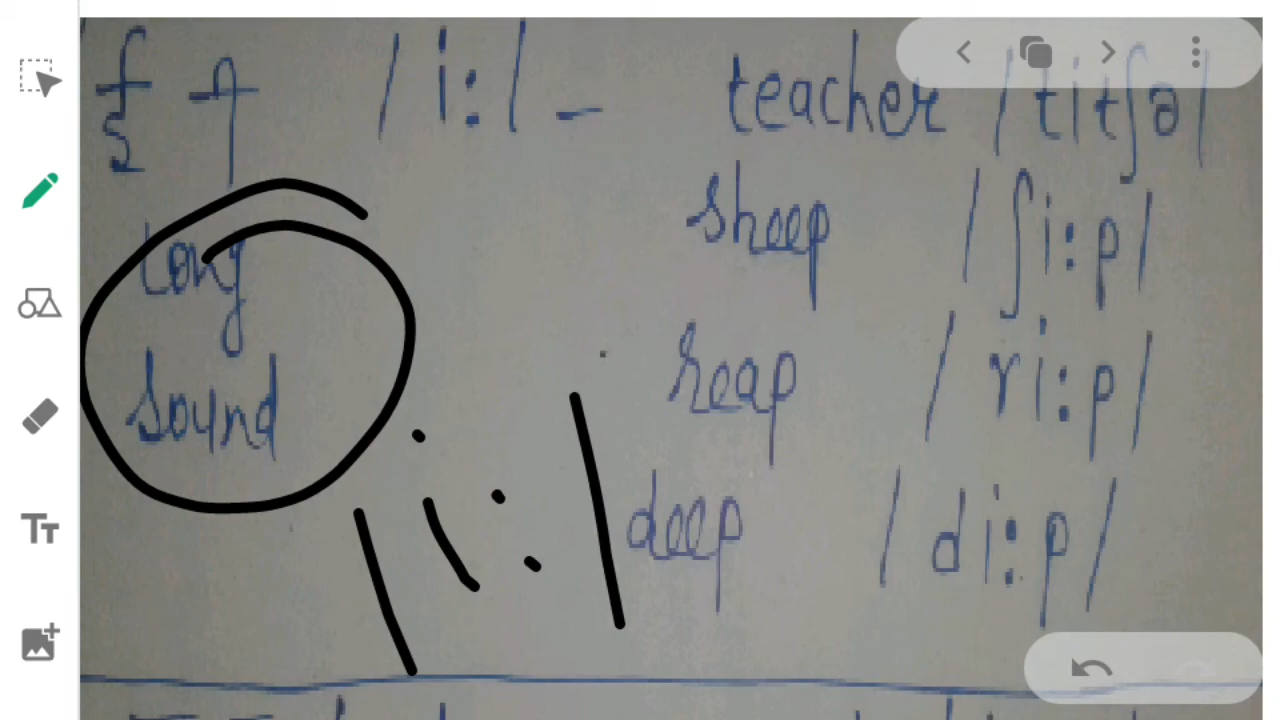 ई ी /i:/ – teacher /titʃə/
Long sheep /ʃi:p/
Sound reap /ri:p/
/i:/ deep /di:p/